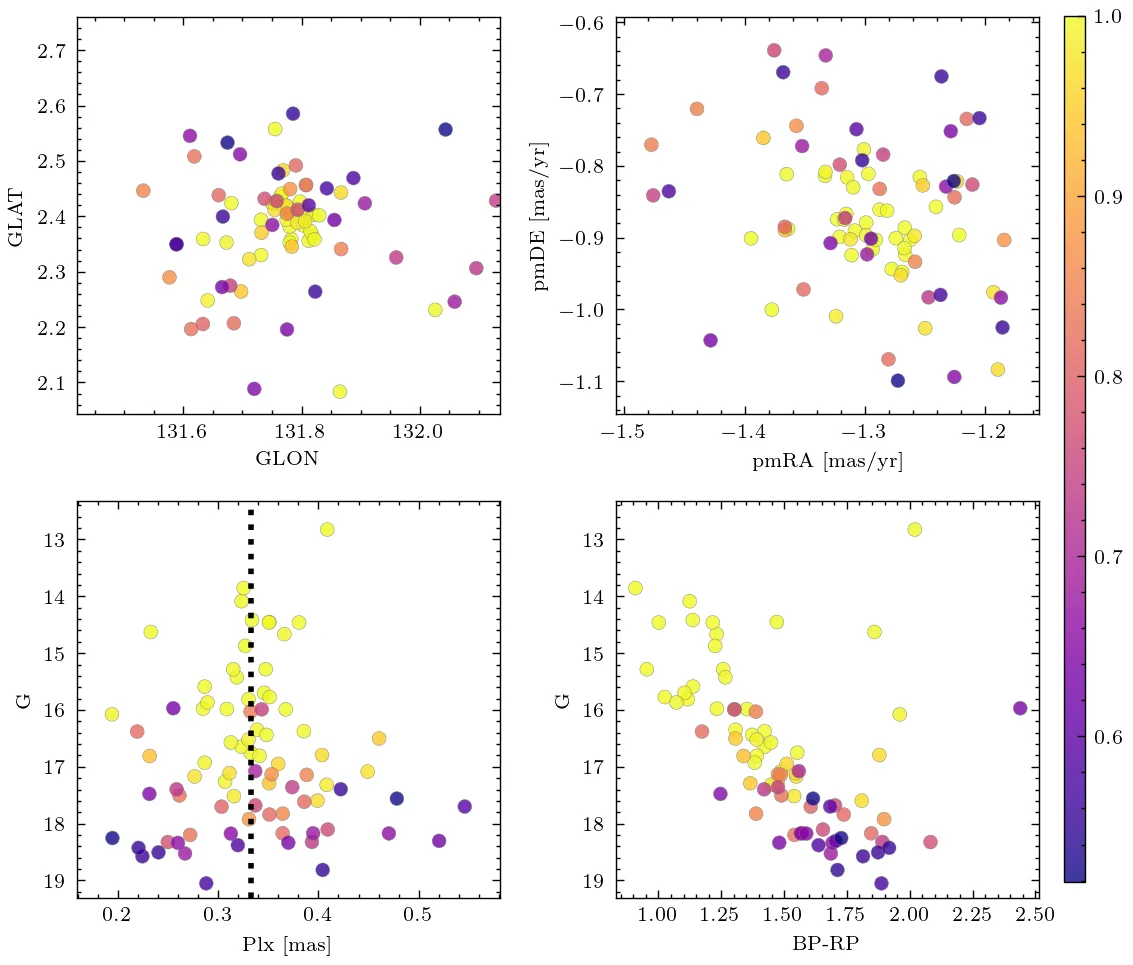 2.7
2.6
2.5
2.4
2.3
2.2
2.1
GLAT
131.6 131.8 132.0
GLON
−0.6
−0.7
−0.8
−0.9
−1.0
−1.1
pmDE [mas/yr]
−1.5 −1.4 −1.3 −1.2
pmRA [mas/yr]
1.0
0.9
0.8
0.7
0.6
13
14
15
16
17
18
19
G
0.2 0.3 0.4 0.5
Plx [mas]
13
14
15
16
17
18
19
G
1.00 1.25 1.50 1.75 2.00 2.25 2.50
BP-RP